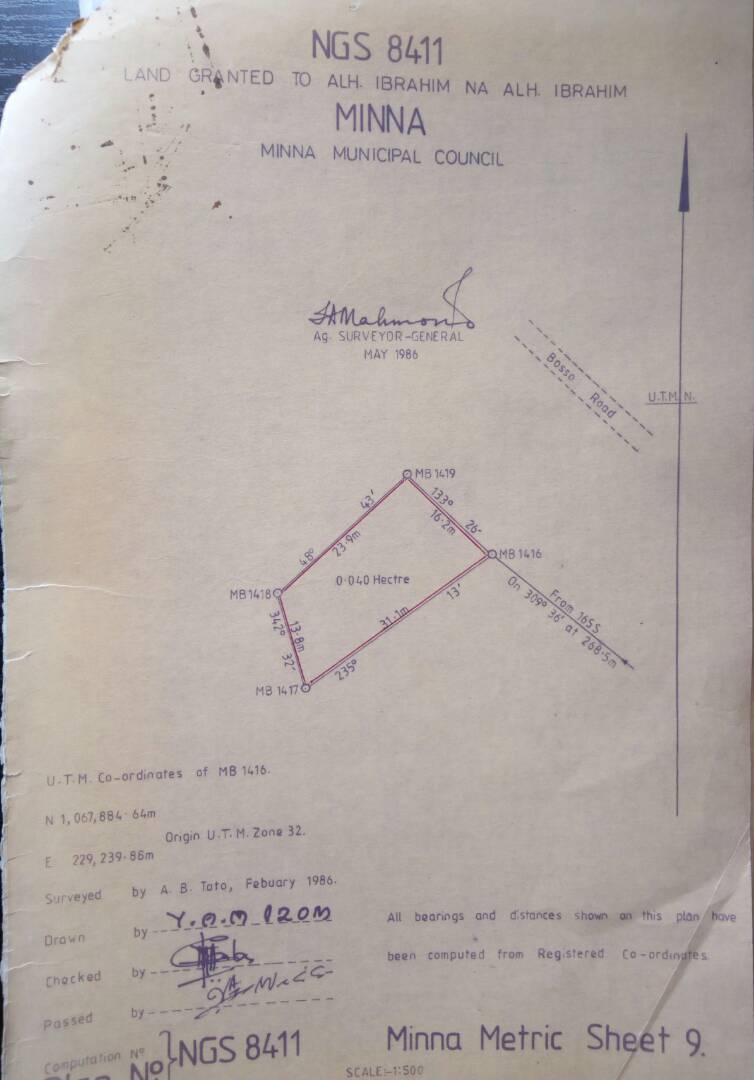 NGS 8411
LAND GRANTED TO ALH. IBRAHIM NA ALH. IBRAHIM
MINNA
MINNA MUNICIPAL COUNCIL
Ag. SURVEYOR-GENERAL
MAY 1986
Bosso Road
U.T.M.N.
MB 1419
133° 26'
16·2m
48° 43'
23·9m
MB 1416
0·040 Hectre
MB 1418
From 165S
On 309° 36' at 268·5m
342° 32'
13·8m
31·1m
235° 13'
MB 1417
U.T.M. Co-ordinates of MB 1416.
N 1,067,884·64m
Origin U.T.M. Zone 32.
E 229,239·86m
Surveyed by A. B. Tato, Febuary 1986.
Drawn by
Checked by
Passed by
All bearings and distances shown on this plan have
been computed from Registered Co-ordinates.
Computation Nº
Plan Nº } NGS 8411
Minna Metric Sheet 9.
SCALE:-1:500